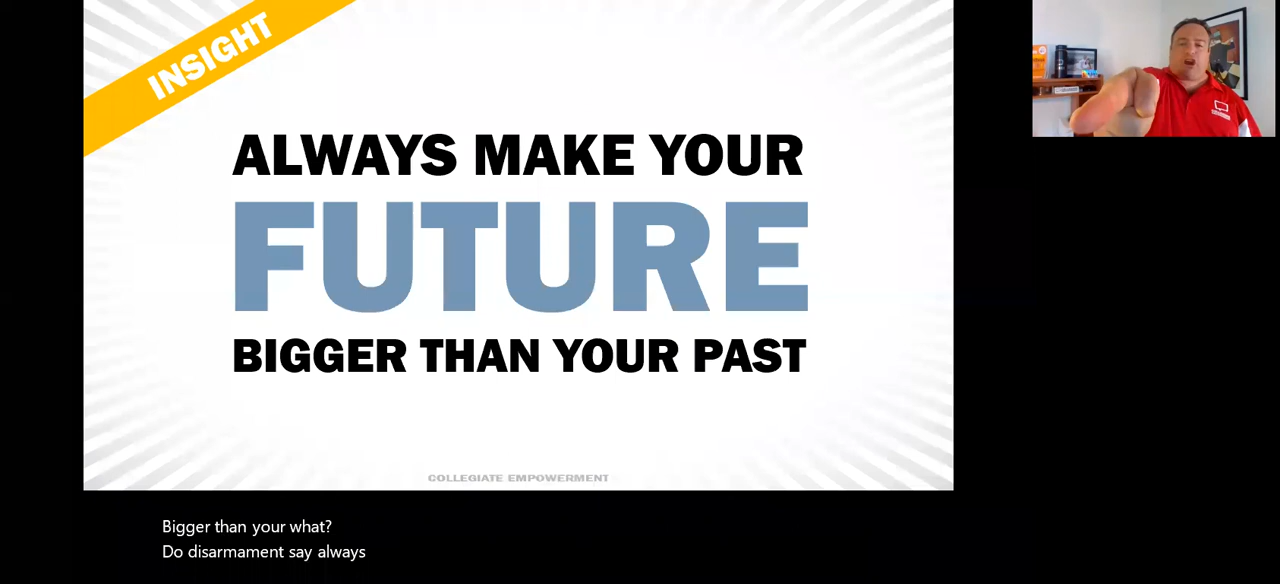 INSIGHT
ALWAYS MAKE YOUR
FUTURE
BIGGER THAN YOUR PAST
COLLEGIATE EMPOWERMENT
Bigger than your what?
Do disarmament say always